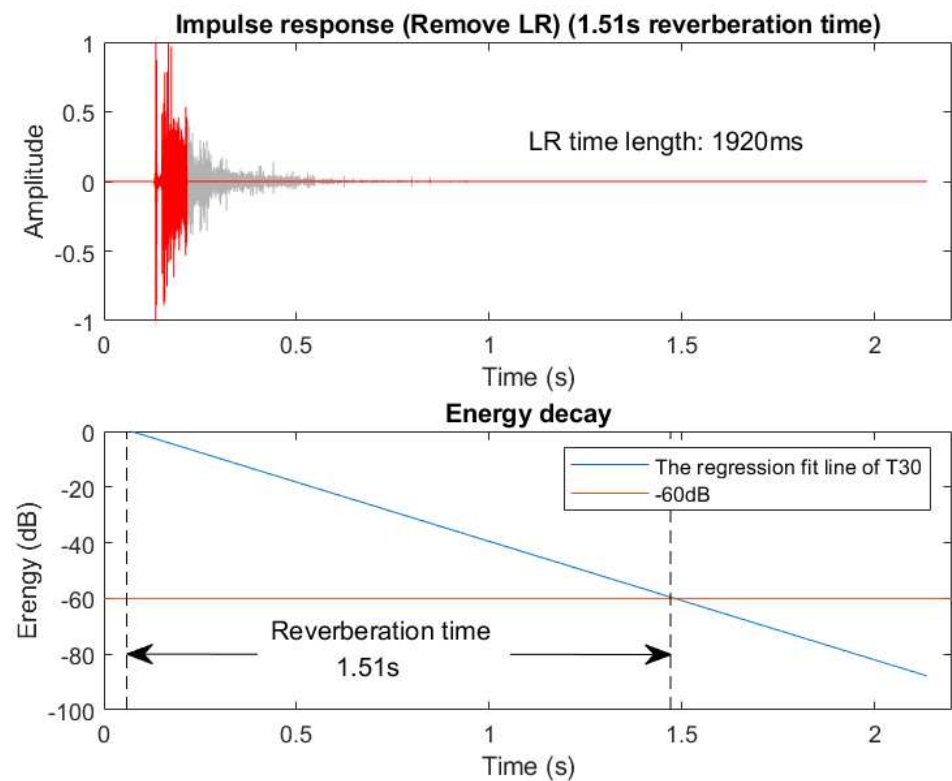 Impulse response (Remove LR) (1.51s reverberation time)
1
0.5
0
-0.5
-1
Amplitude
LR time length: 1920ms
0
0.5
1
1.5
2
Time (s)
Energy decay
0
-20
-40
-60
-80
-100
Erengy (dB)
The regression fit line of T30
-60dB
Reverberation time
1.51s
0
0.5
1
1.5
2
Time (s)